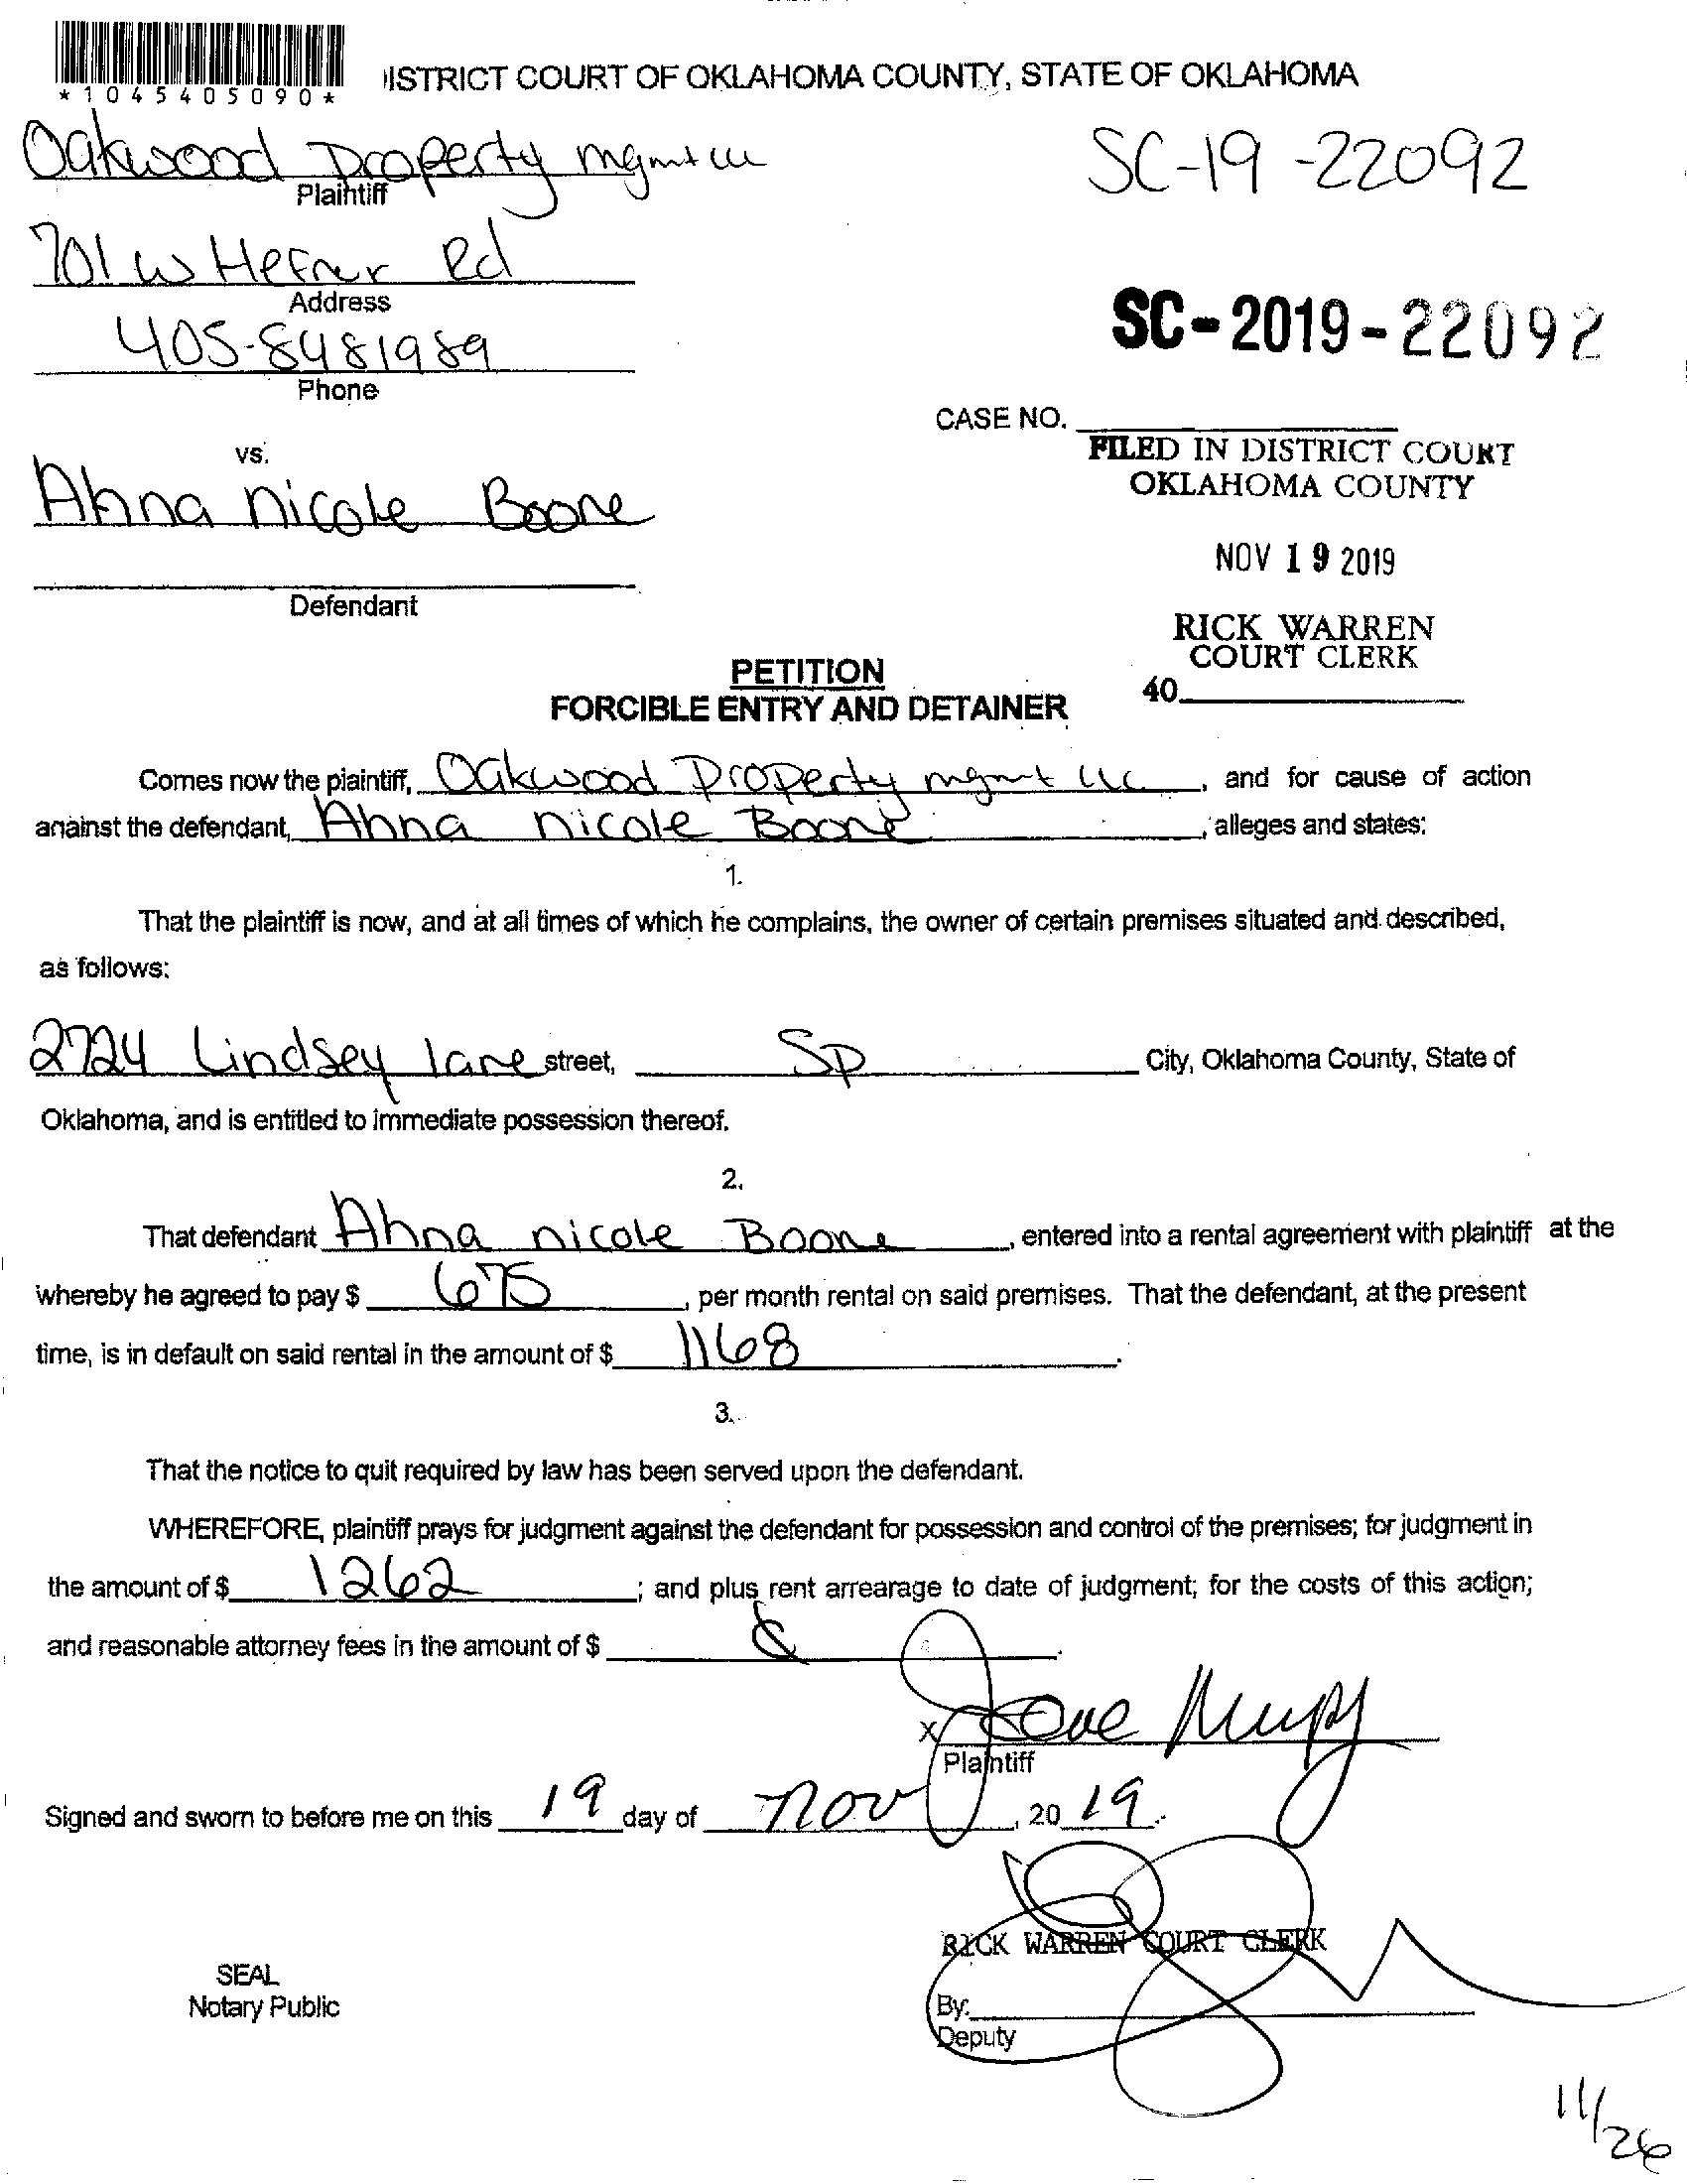 *1045405090*
ISTRICT COURT OF OKLAHOMA COUNTY, STATE OF OKLAHOMA
Oakwood Property mgmt LLC
Plaintiff
SC-19-22092
701 W Hefner Rd
Address
SC-2019-22092
405-8481989
Phone
CASE NO.
FILED IN DISTRICT COURT
OKLAHOMA COUNTY
vs.
Ahna Nicole Boone
NOV 19 2019
Defendant
RICK WARREN
COURT CLERK
40
PETITION
FORCIBLE ENTRY AND DETAINER
Comes now the plaintiff, Oakwood Property mgmt LLC, and for cause of action
against the defendant, Ahna nicole Boone, alleges and states:
1.
That the plaintiff is now, and at all times of which he complains, the owner of certain premises situated and described,
as follows:
2724 Lindsey lane street, Sp City, Oklahoma County, State of
Oklahoma, and is entitled to immediate possession thereof.
2.
That defendant Ahna nicole Boone, entered into a rental agreement with plaintiff at the
whereby he agreed to pay $ 675, per month rental on said premises. That the defendant, at the present
time, is in default on said rental in the amount of $ 1168.
3.
That the notice to quit required by law has been served upon the defendant.
WHEREFORE, plaintiff prays for judgment against the defendant for possession and control of the premises; for judgment in
the amount of $ 1262; and plus rent arrearage to date of judgment; for the costs of this action;
and reasonable attorney fees in the amount of $
X
Plaintiff
Signed and sworn to before me on this 19 day of Nov, 20 19.
RICK WARREN COURT CLERK
SEAL
Notary Public
By:
Deputy
11/26